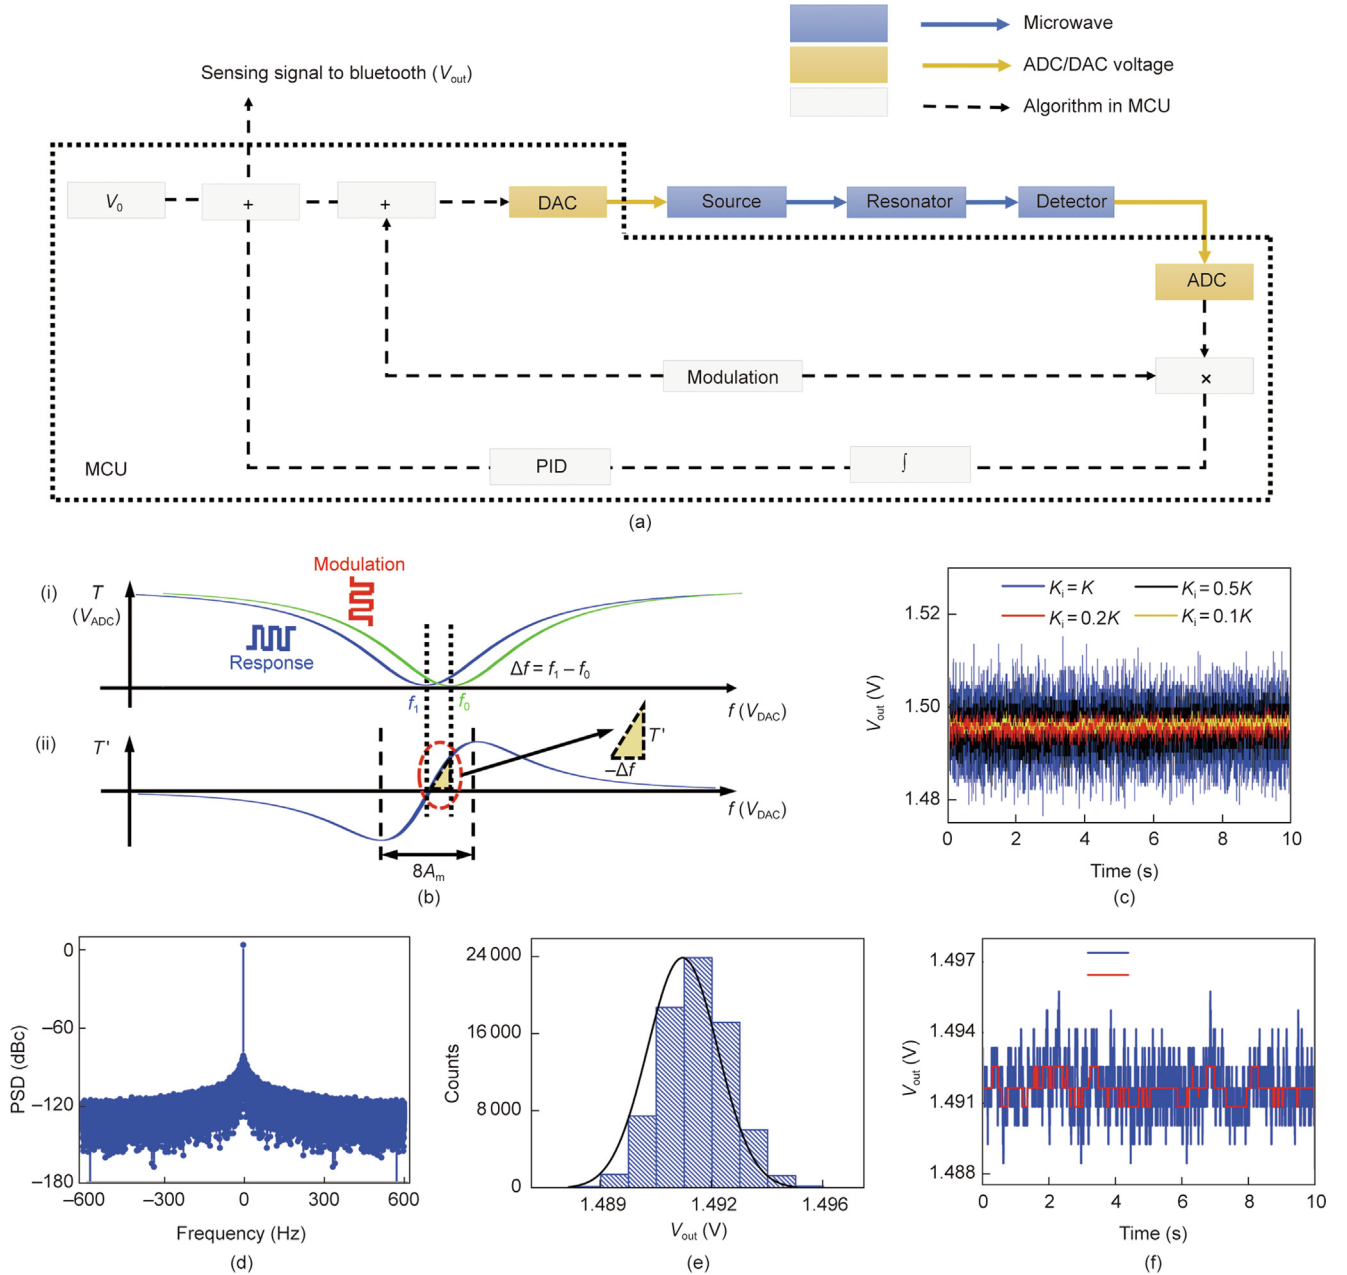 Microwave
ADC/DAC voltage
Algorithm in MCU
Sensing signal to bluetooth (Vout)
V0
+
+
DAC
Source
Resonator
Detector
ADC
Modulation
×
PID
∫
MCU
(a)
(i)
T
(VADC)
Modulation
Response
Δf = f1 – f0
f1
f0
f (VDAC)
(ii)
T'
T'
–Δf
f (VDAC)
8Am
(b)
Ki = K
Ki = 0.5K
Ki = 0.2K
Ki = 0.1K
1.52
1.50
1.48
Vout (V)
0 2 4 6 8 10
Time (s)
(c)
0
–60
–120
–180
PSD (dBc)
–600 –300 0 300 600
Frequency (Hz)
(d)
24 000
16 000
8 000
0
Counts
1.489 1.492 1.496
Vout (V)
(e)
1.497
1.494
1.491
1.488
Vout (V)
0 2 4 6 8 10
Time (s)
(f)